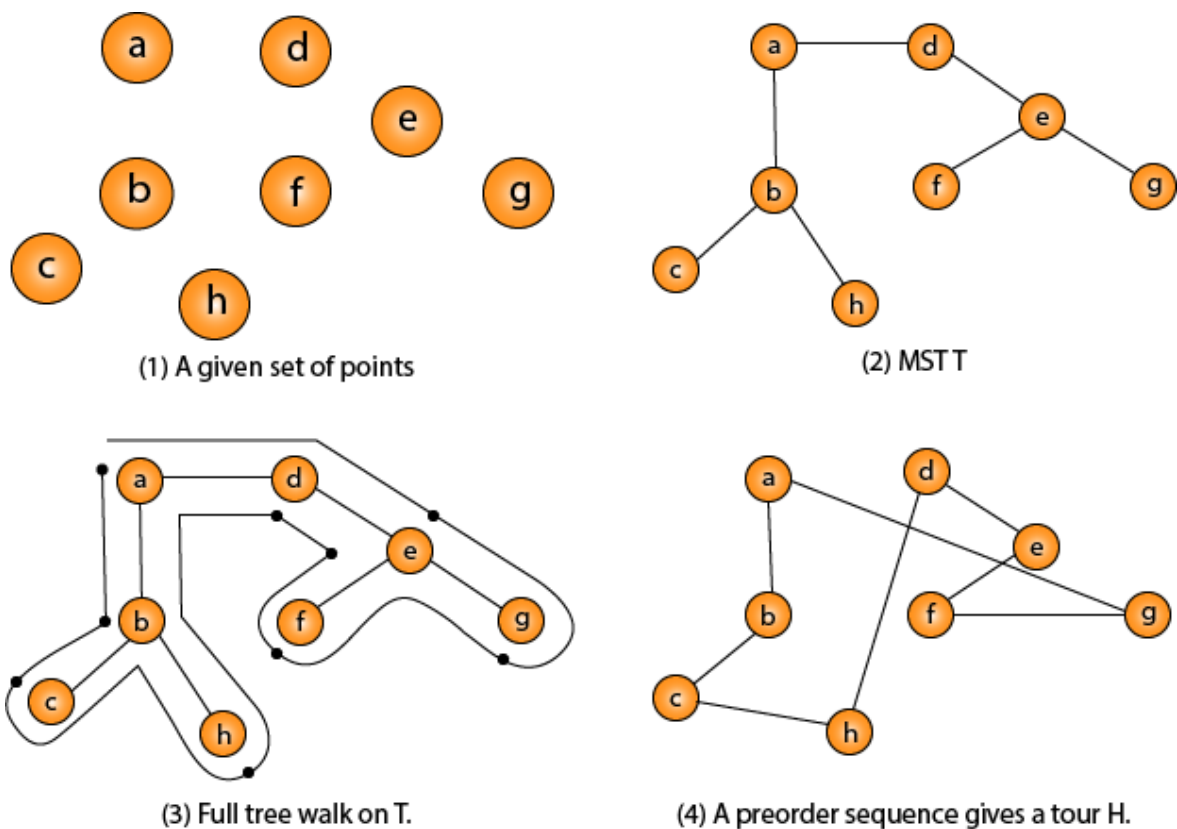 a d
e
b f g
c
h
(1) A given set of points
a d
e
f g
b
c
h
(2) MST T
a d
e
b f g
c
h
(3) Full tree walk on T.
a d
e
b f g
c
h
(4) A preorder sequence gives a tour H.